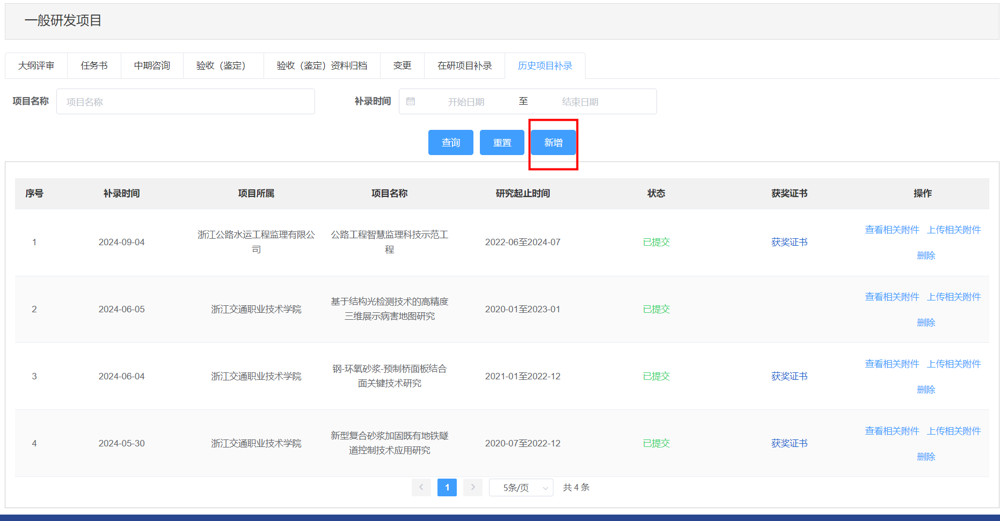 一般研发项目
大纲评审 任务书 中期咨询 验收（鉴定） 验收（鉴定）资料归档 变更 在研项目补录 历史项目补录
项目名称 项目名称 补录时间 开始日期 至 结束日期
查询 重置 新增
序号 补录时间 项目所属 项目名称 研究起止时间 状态 获奖证书 操作
1 2024-09-04 浙江公路水运工程监理有限公 公路工程智慧监理科技示范工 2022-06至2024-07 已提交 获奖证书 查看相关附件 上传相关附件
司 程 删除
2 2024-06-05 浙江交通职业技术学院 基于结构光检测技术的高精度 2020-01至2023-01 已提交 查看相关附件 上传相关附件
三维展示病害地图研究 删除
3 2024-06-04 浙江交通职业技术学院 钢-环氧砂浆-预制桥面板结合 2021-01至2022-12 已提交 获奖证书 查看相关附件 上传相关附件
面关键技术研究 删除
4 2024-05-30 浙江交通职业技术学院 新型复合砂浆加固既有地铁隧 2020-07至2022-12 已提交 获奖证书 查看相关附件 上传相关附件
道控制技术应用研究 删除
1 5条/页 共 4 条